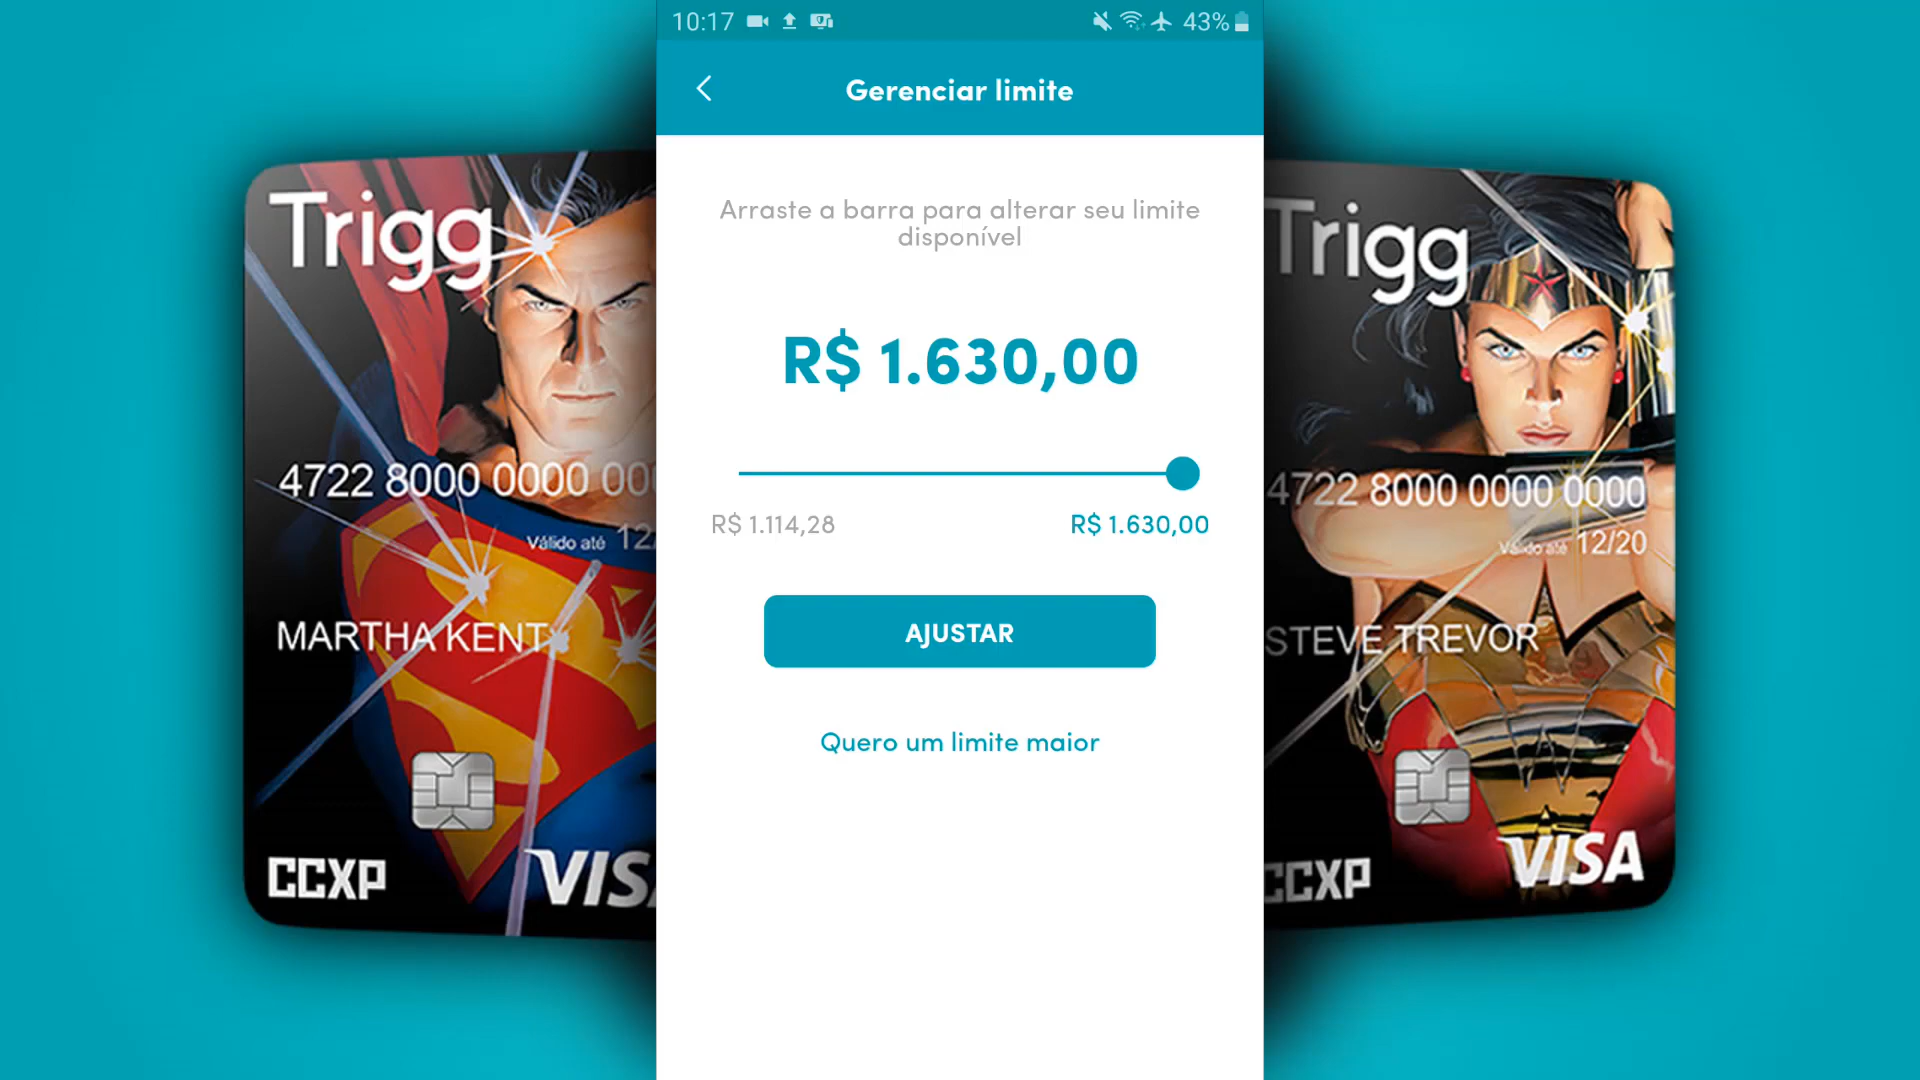 10:17
43%
Gerenciar limite
Arraste a barra para alterar seu limite
disponível
R$ 1.630,00
R$ 1.114,28
R$ 1.630,00
AJUSTAR
Quero um limite maior
Trigg
4722 8000 0000 000
Válido até 12/
MARTHA KENT
CCXP
VISA
Trigg
4722 8000 0000 0000
Válido até 12/20
STEVE TREVOR
CCXP
VISA